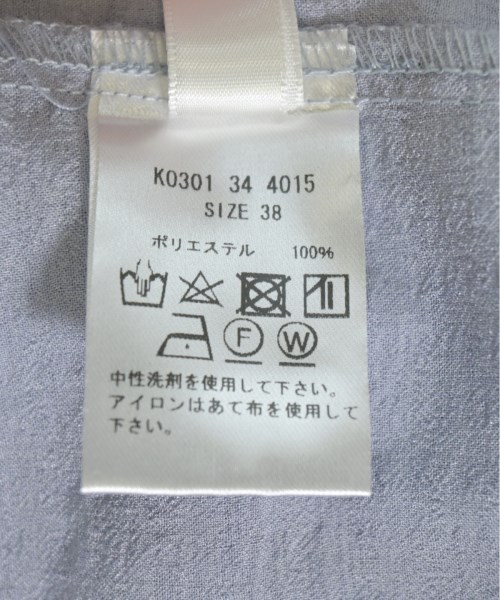 K0301 34 4015
SIZE 38
ポリエステル 100%
F W
中性洗剤を使用して下さい。
アイロンはあて布を使用して
下さい。